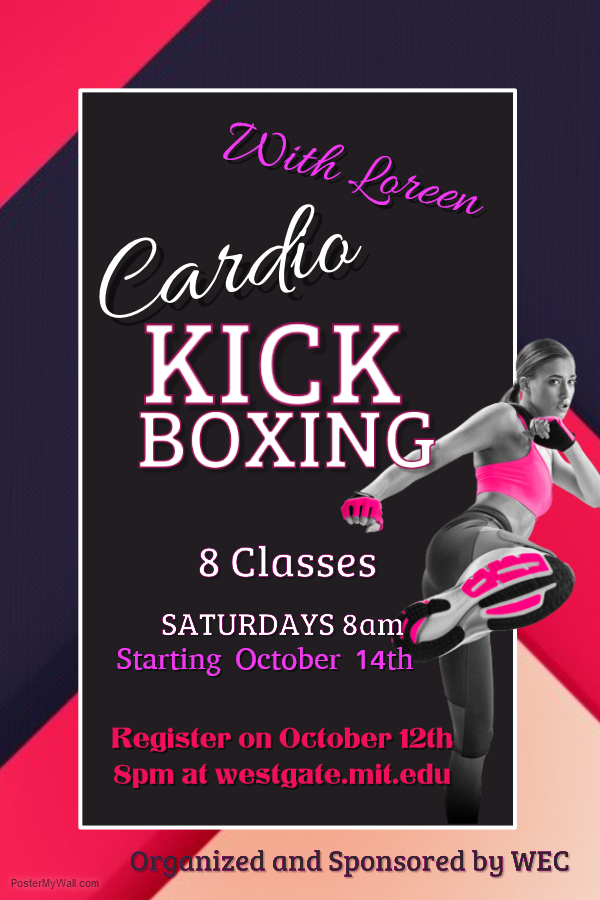 With Loreen
Cardio
KICK
BOXING
8 Classes
SATURDAYS 8am
Starting October 14th
Register on October 12th
8pm at westgate.mit.edu
Organized and Sponsored by WEC
PosterMyWall.com